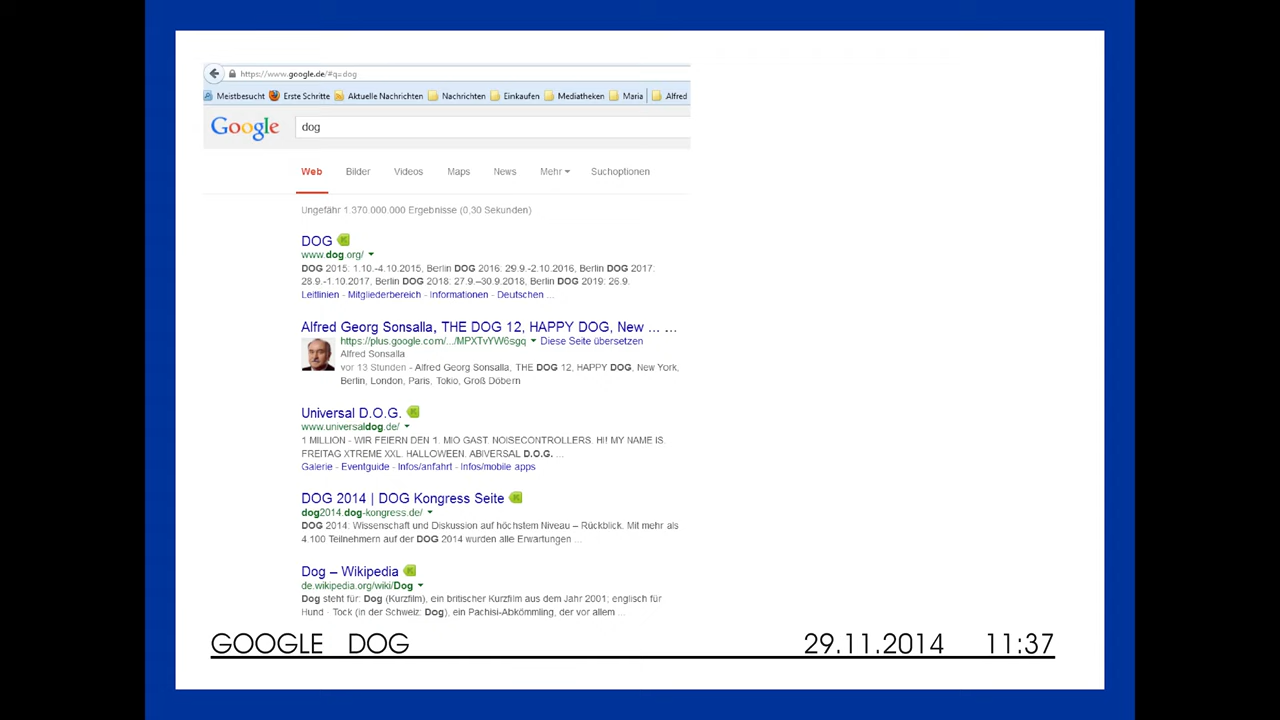 https://www.google.de/#q=dog
Meistbesucht Erste Schritte Aktuelle Nachrichten Nachrichten Einkaufen Mediatheken Maria Alfred
Google dog
Web Bilder Videos Maps News Mehr Suchoptionen
Ungefähr 1.370.000.000 Ergebnisse (0,30 Sekunden)
DOG
www.dog.org/
DOG 2015: 1.10.-4.10.2015, Berlin DOG 2016: 29.9.-2.10.2016, Berlin DOG 2017:
28.9.-1.10.2017, Berlin DOG 2018: 27.9.–30.9.2018, Berlin DOG 2019: 26.9.
Leitlinien - Mitgliederbereich - Informationen - Deutschen ...
Alfred Georg Sonsalla, THE DOG 12, HAPPY DOG, New ... ...
https://plus.google.com/.../MPXTvYW6sgq Diese Seite übersetzen
Alfred Sonsalla
vor 13 Stunden - Alfred Georg Sonsalla, THE DOG 12, HAPPY DOG, New York,
Berlin, London, Paris, Tokio, Groß Döbern
Universal D.O.G.
www.universaldog.de/
1 MILLION - WIR FEIERN DEN 1. MIO GAST. NOISECONTROLLERS. HI! MY NAME IS.
FREITAG XTREME XXL. HALLOWEEN. ABIVERSAL D.O.G. ...
Galerie - Eventguide - Infos/anfahrt - Infos/mobile apps
DOG 2014 | DOG Kongress Seite
dog2014.dog-kongress.de/
DOG 2014: Wissenschaft und Diskussion auf höchstem Niveau – Rückblick. Mit mehr als
4.100 Teilnehmern auf der DOG 2014 wurden alle Erwartungen ...
Dog – Wikipedia
de.wikipedia.org/wiki/Dog
Dog steht für: Dog (Kurzfilm), ein britischer Kurzfilm aus dem Jahr 2001; englisch für
Hund · Tock (in der Schweiz: Dog), ein Pachisi-Abkömmling, der vor allem ...
GOOGLE DOG 29.11.2014 11:37